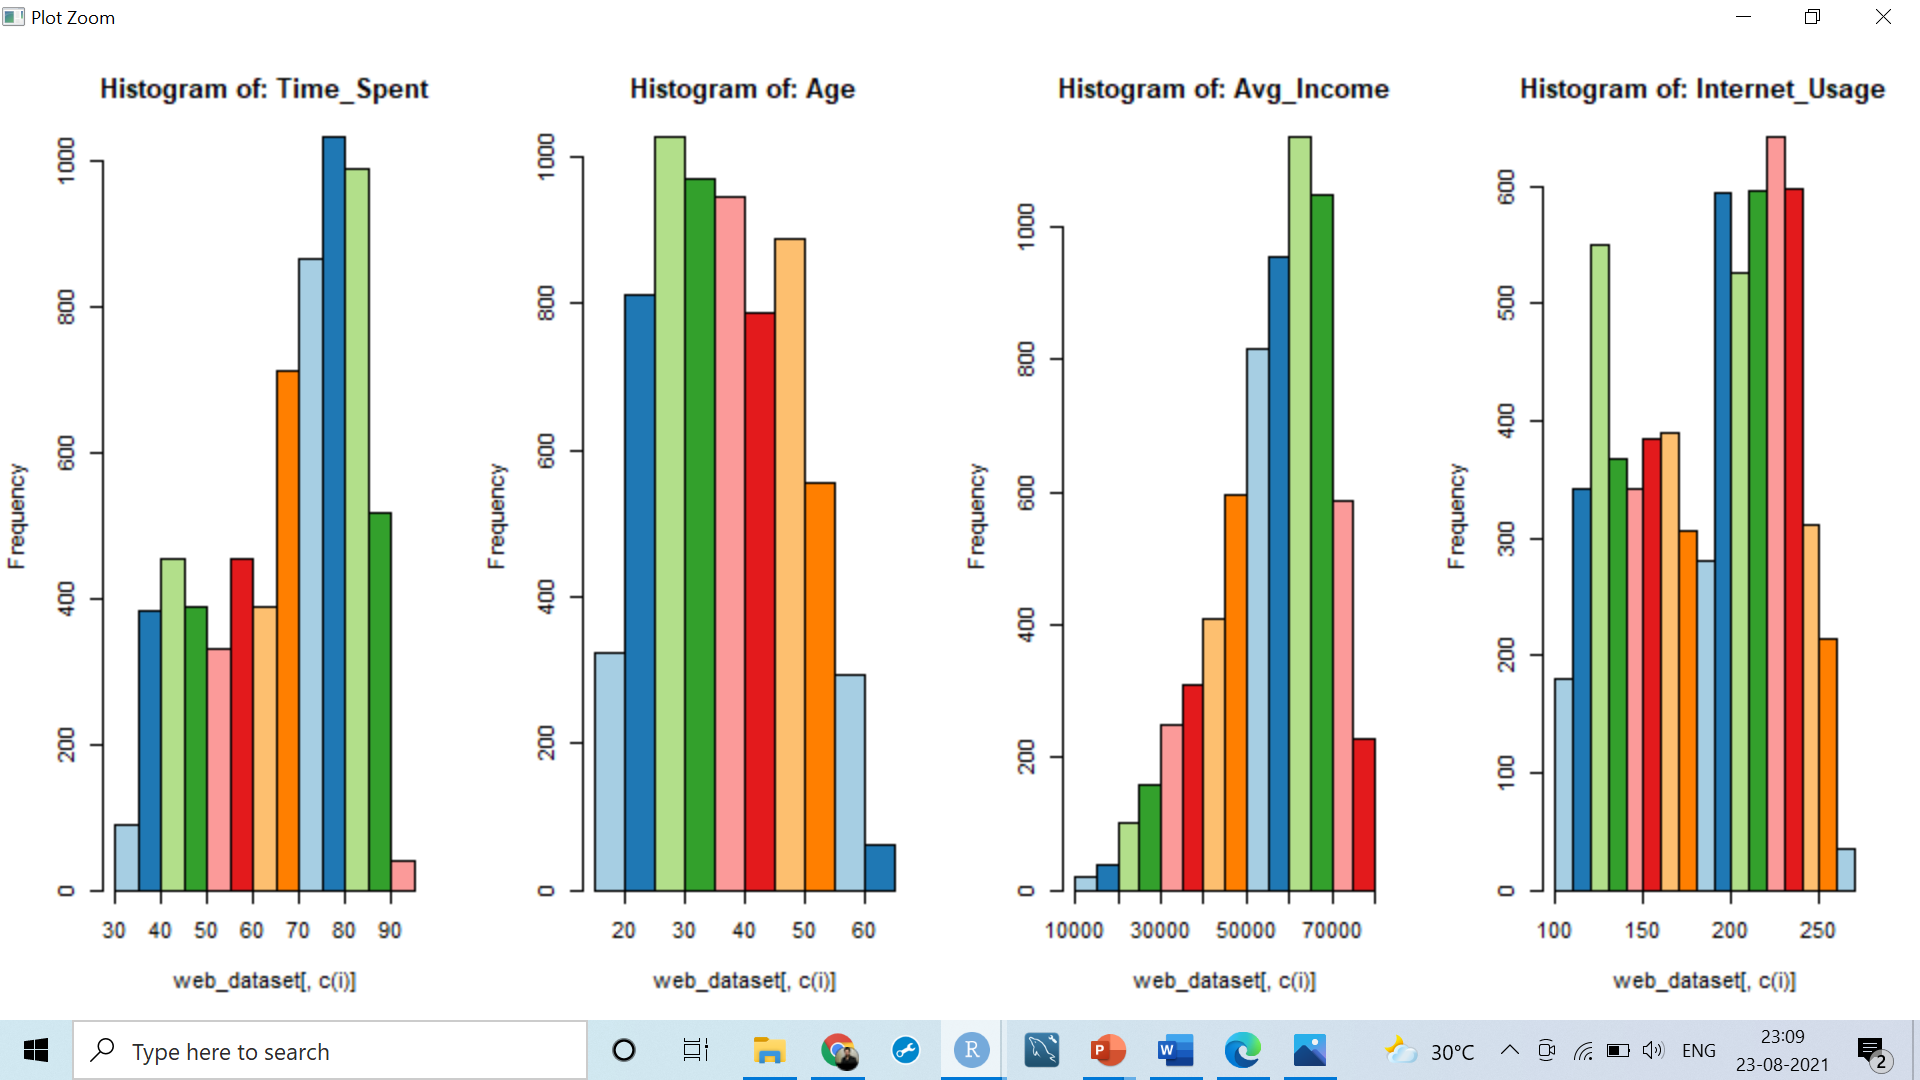 Plot Zoom
Histogram of: Time_Spent
Frequency
0
200
400
600
800
1000
30 40 50 60 70 80 90
web_dataset[, c(i)]
Histogram of: Age
Frequency
0
200
400
600
800
1000
20 30 40 50 60
web_dataset[, c(i)]
Histogram of: Avg_Income
Frequency
0
200
400
600
800
1000
10000 30000 50000 70000
web_dataset[, c(i)]
Histogram of: Internet_Usage
Frequency
0
100
200
300
400
500
600
100 150 200 250
web_dataset[, c(i)]
Type here to search
R
P
W
30°C
ENG
23:09
23-08-2021
2